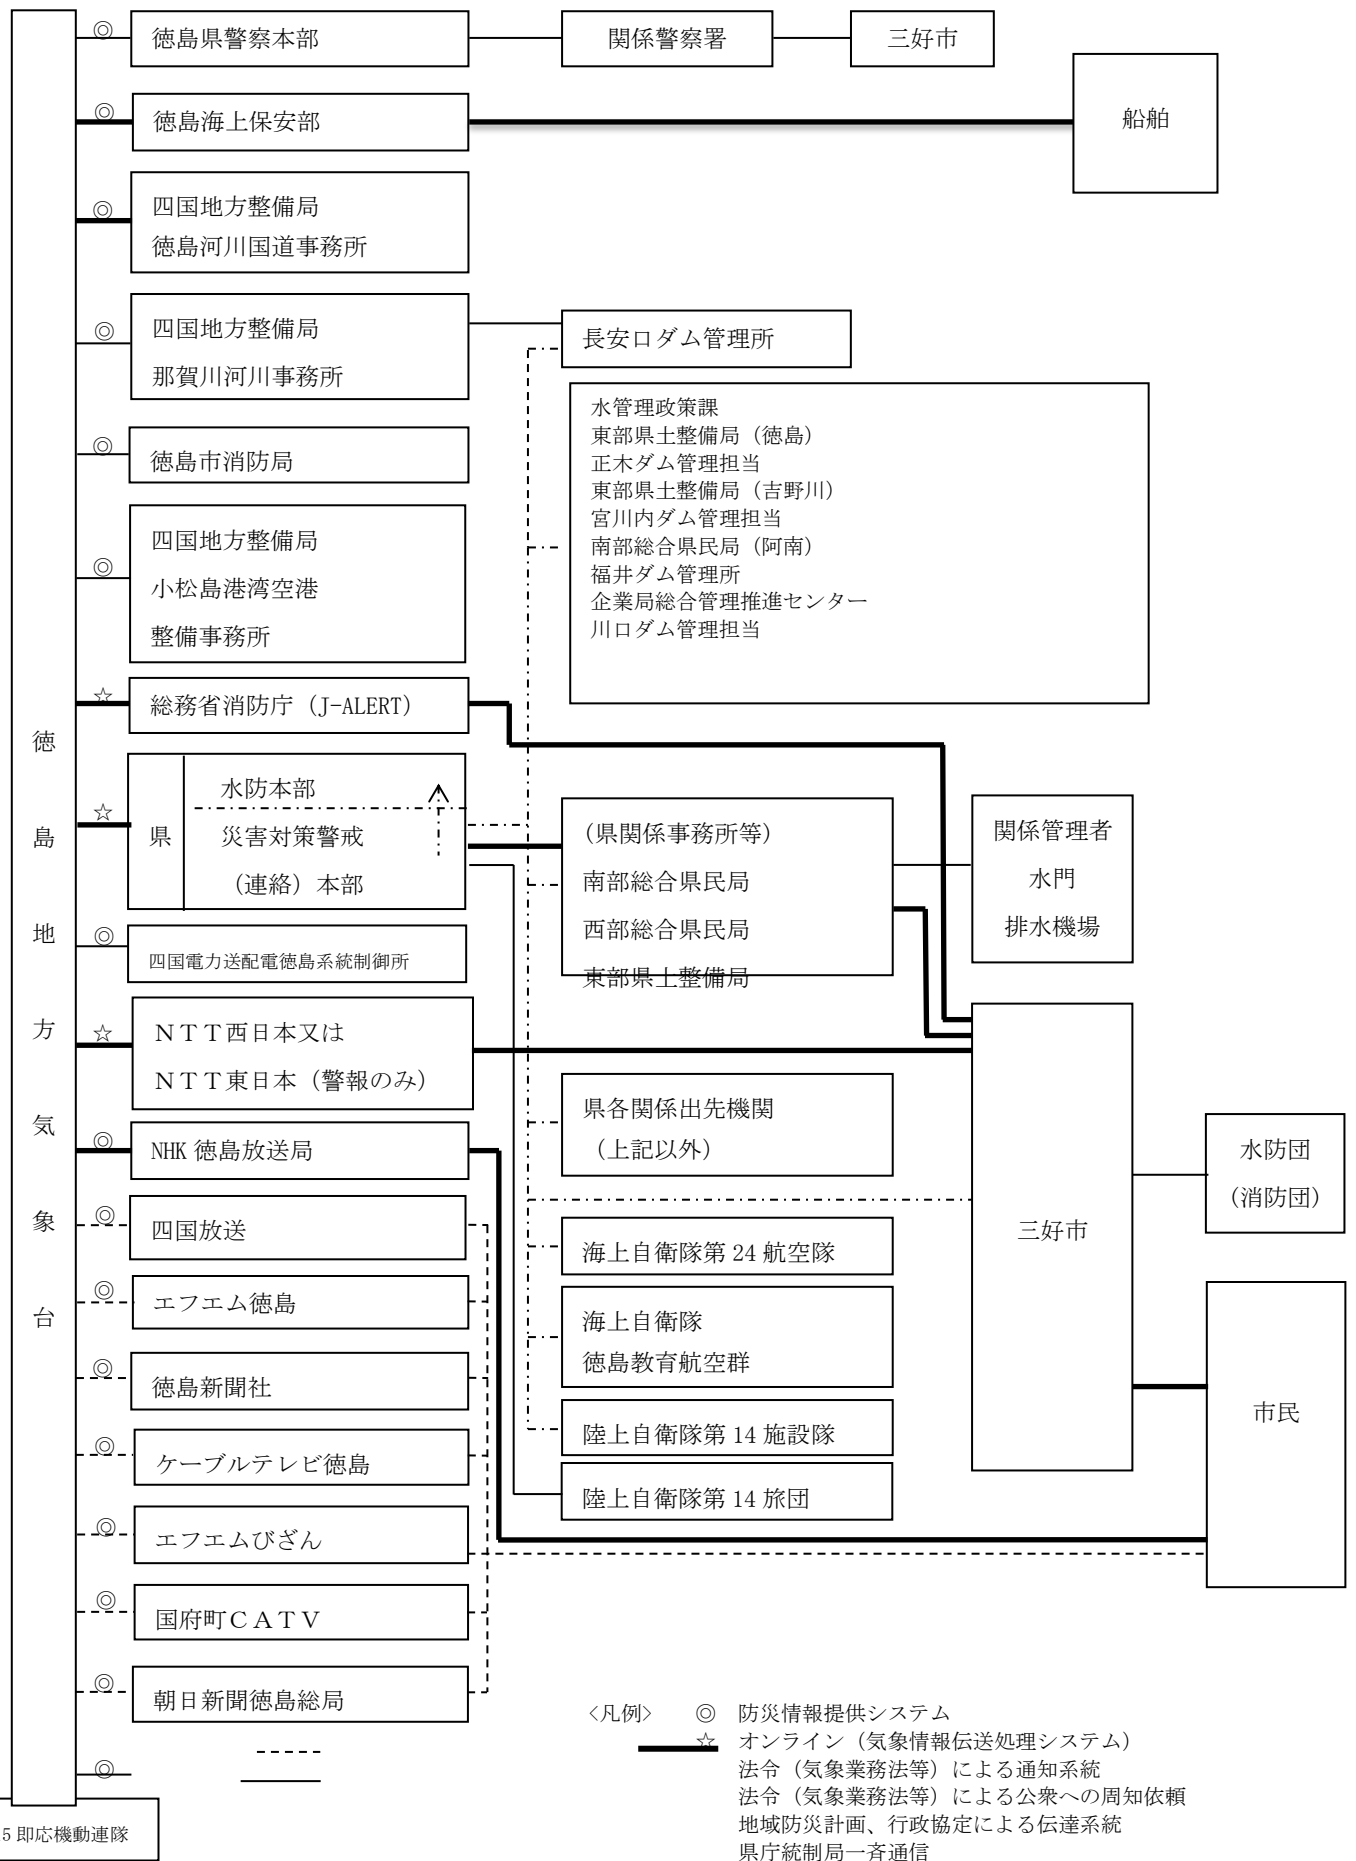 徳島地方気象台
◎
徳島県警察本部
関係警察署
三好市
◎
徳島海上保安部
船舶
◎
四国地方整備局
徳島河川国道事務所
◎
四国地方整備局
那賀川河川事務所
長安口ダム管理所
水管理政策課
東部県土整備局（徳島）
正木ダム管理担当
東部県土整備局（吉野川）
宮川内ダム管理担当
南部総合県民局（阿南）
福井ダム管理所
企業局総合管理推進センター
川口ダム管理担当
◎
徳島市消防局
◎
四国地方整備局
小松島港湾空港
整備事務所
☆
総務省消防庁（J-ALERT）
☆
県
水防本部
災害対策警戒
（連絡）本部
(県関係事務所等)
南部総合県民局
西部総合県民局
東部県土整備局
関係管理者
水門
排水機場
◎
四国電力送配電徳島系統制御所
☆
ＮＴＴ西日本又は
ＮＴＴ東日本（警報のみ）
県各関係出先機関
（上記以外）
◎
NHK 徳島放送局
水防団
（消防団）
◎
四国放送
三好市
海上自衛隊第 24 航空隊
◎
エフエム徳島
海上自衛隊
徳島教育航空群
◎
徳島新聞社
市民
陸上自衛隊第 14 施設隊
◎
ケーブルテレビ徳島
陸上自衛隊第 14 旅団
◎
エフエムびざん
◎
国府町ＣＡＴＶ
◎
朝日新聞徳島総局
◎
5 即応機動連隊
〈凡例〉 ◎ 防災情報提供システム
☆ オンライン（気象情報伝送処理システム）
法令（気象業務法等）による通知系統
法令（気象業務法等）による公衆への周知依頼
地域防災計画、行政協定による伝達系統
県庁統制局一斉通信